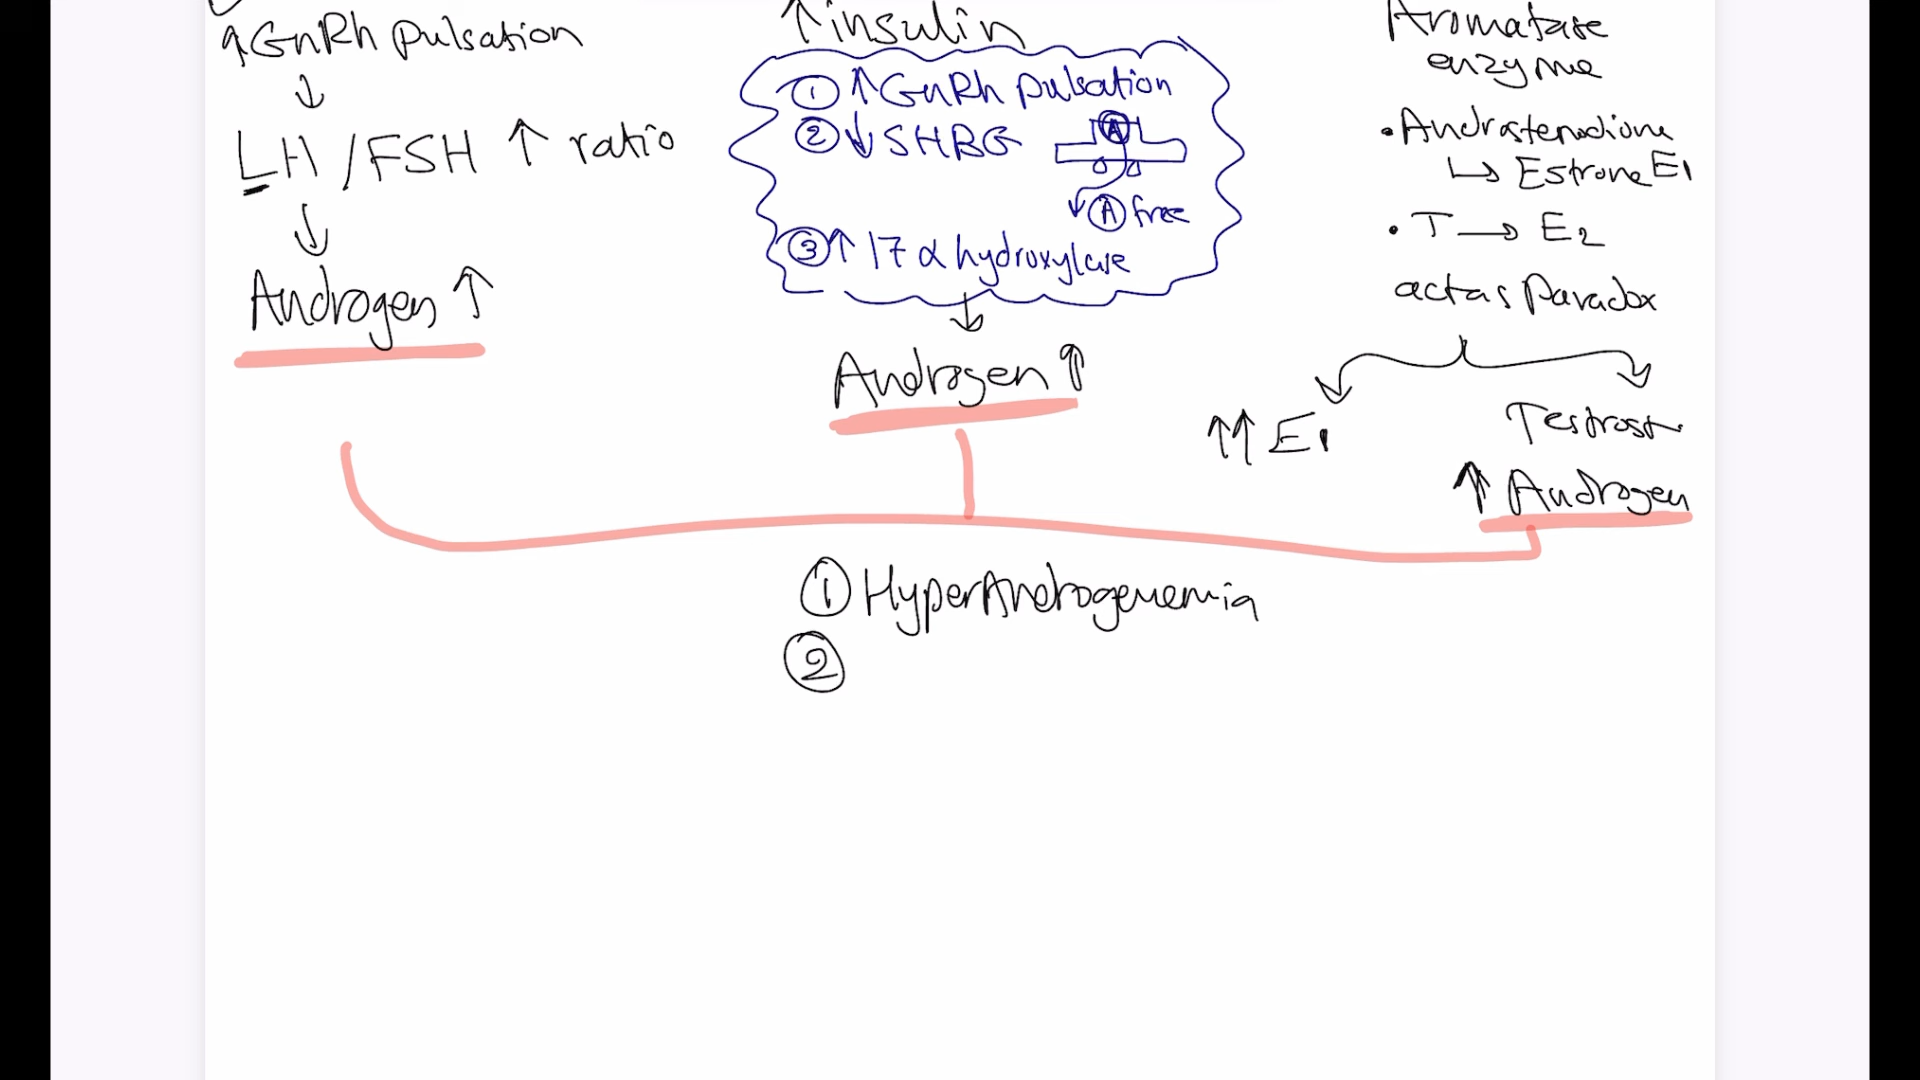 ↑GnRh pulsation
↓
LH/FSH ↑ ratio
↓
Androgen ↑
↑insulin
① ↑GnRh pulsation
② ↓SHBG
A
A free
③↑ 17 α hydroxylase
↓
Androgen ↑
Aromatase
enzyme
• Androstenedione
↳ Estrone E1
• T → E2
act as Paradox
↑↑ E1
Testrost
↑ Androgen
① HyperAndrogenemia
②